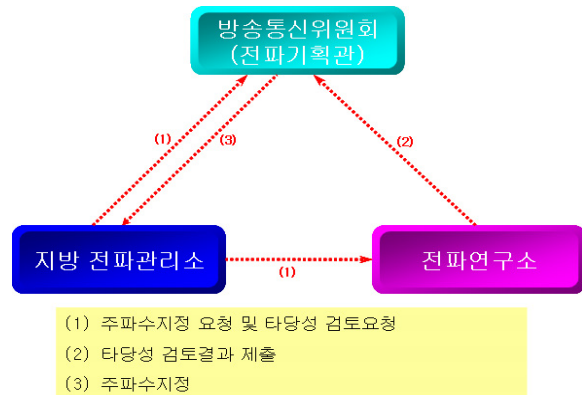 방송통신위원회
(전파기획관)
(1)
(3)
(2)
지방 전파관리소
전파연구소
(1)
(1) 주파수지정 요청 및 타당성 검토요청
(2) 타당성 검토결과 제출
(3) 주파수지정